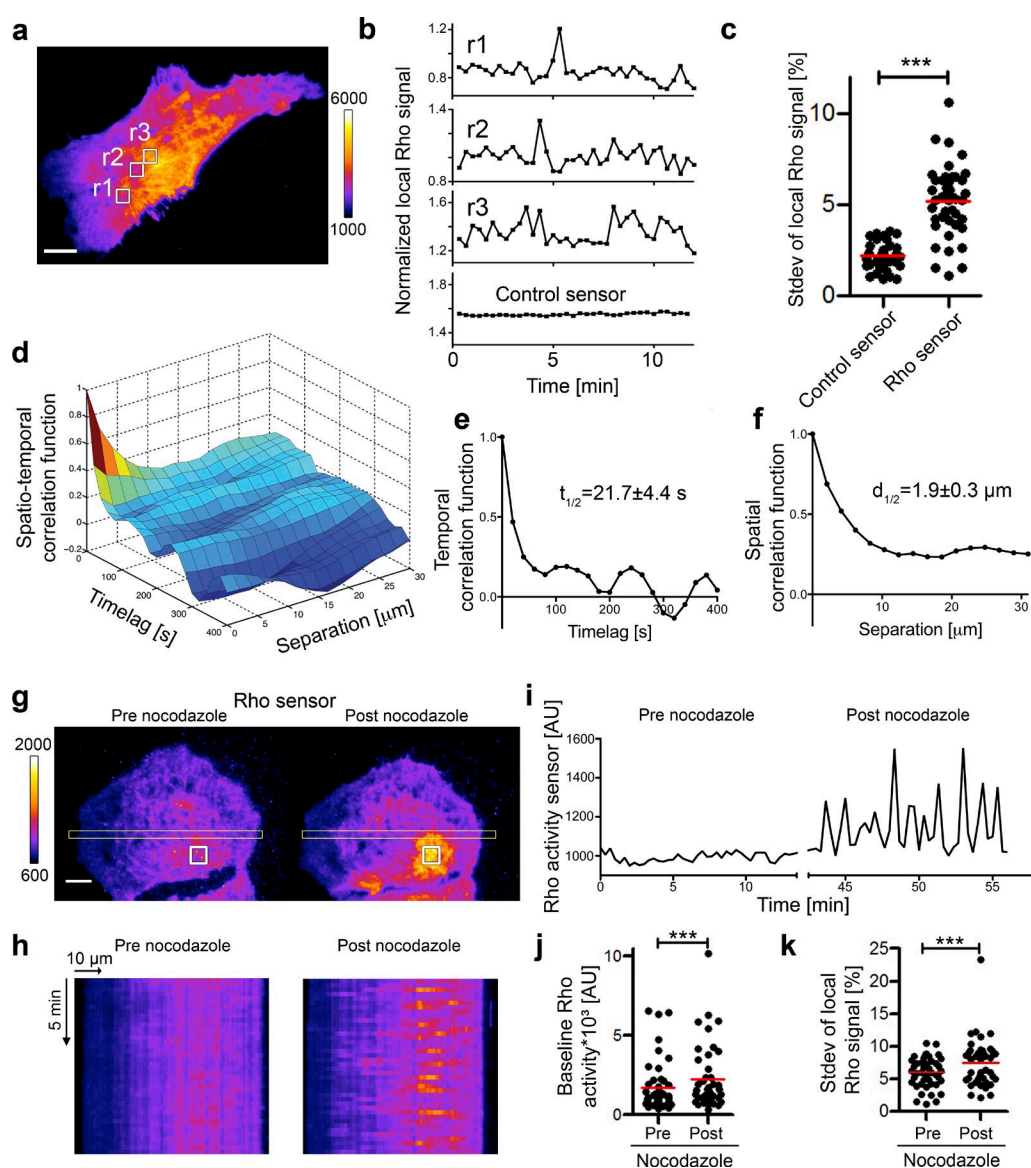 a
6000
1000
r3
r2
r1
b
Normalized local Rho signal
1.2
0.8
r1
1.4
0.8
r2
1.6
1.3
r3
1.6
1.4
Control sensor
0
5
10
Time [min]
c
Stdev of local Rho signal [%]
***
10
5
0
Control sensor
Rho sensor
d
Spatio-temporal
correlation function
1
0.8
0.6
0.4
0.2
0
-0.2
0
100
200
300
400
Timelag [s]
0
5
10
15
20
25
30
Separation [μm]
e
Temporal
correlation function
1.0
0.5
0.0
t1/2=21.7±4.4 s
100
200
300
400
Timelag [s]
f
Spatial
correlation function
1.0
0.5
0.0
d1/2=1.9±0.3 µm
10
20
30
Separation [μm]
g
Rho sensor
Pre nocodazole
Post nocodazole
2000
600
h
Pre nocodazole
Post nocodazole
10 µm
5 min
i
Rho activity sensor [AU]
Pre nocodazole
Post nocodazole
1600
1400
1200
1000
0
5
10
45
50
55
Time [min]
j
Baseline Rho
activity*10³ [AU]
***
10
5
0
Pre
Post
Nocodazole
k
Stdev of local
Rho signal [%]
***
25
20
15
10
5
0
Pre
Post
Nocodazole